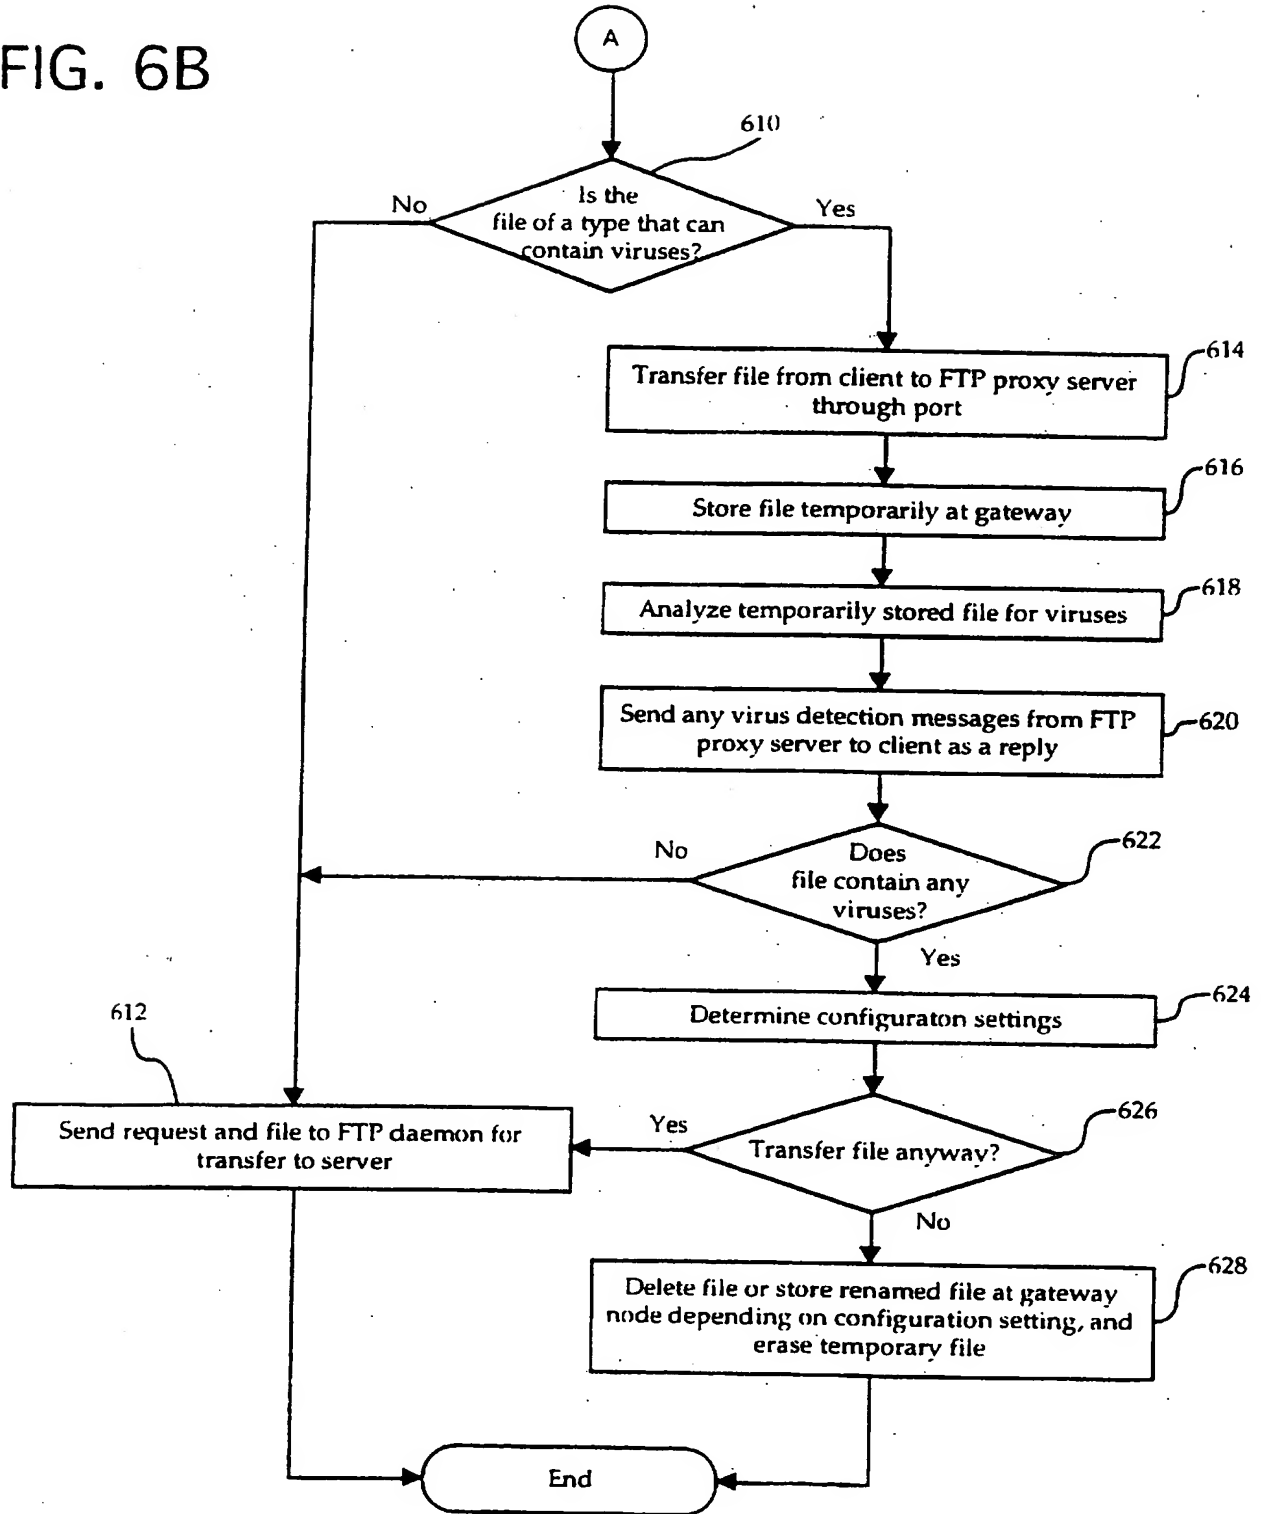 FIG. 6B
A
610
Is the
file of a type that can
contain viruses?
No
Yes
614
Transfer file from client to FTP proxy server
through port
616
Store file temporarily at gateway
618
Analyze temporarily stored file for viruses
620
Send any virus detection messages from FTP
proxy server to client as a reply
622
Does
file contain any
viruses?
No
Yes
624
Determine configuraton settings
612
Send request and file to FTP daemon for
transfer to server
626
Transfer file anyway?
Yes
No
628
Delete file or store renamed file at gateway
node depending on configuration setting, and
erase temporary file
End